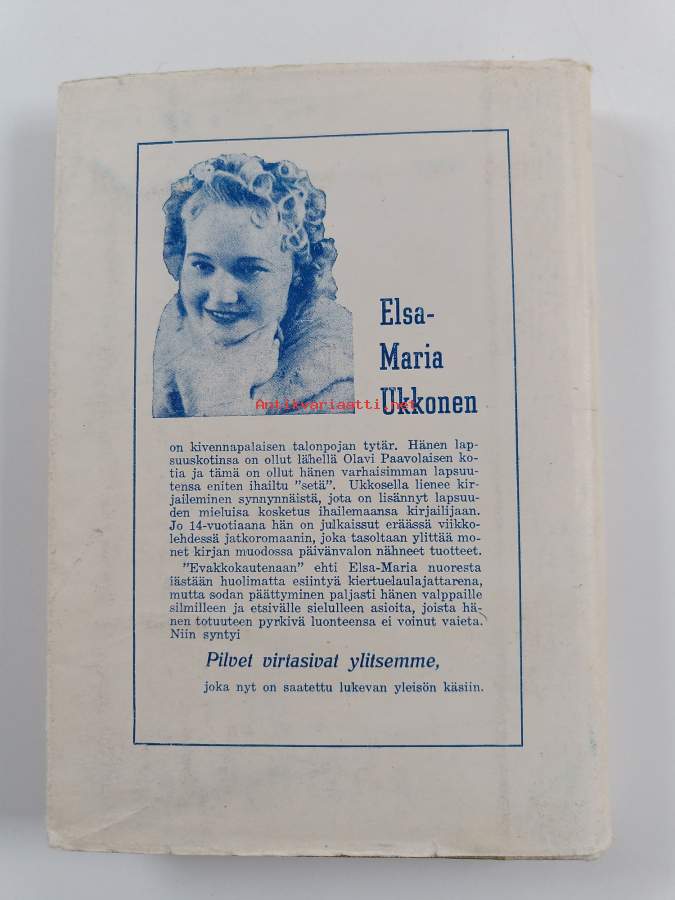 Elsa-
Maria
Ukkonen
Antikvariaatti.net
on kivennapalaisen talonpojan tytär. Hänen lap-
suuskotinsa on ollut lähellä Olavi Paavolaisen ko-
tia ja tämä on ollut hänen varhaisimman lapsuu-
tensa eniten ihailtu "setä". Ukkosella lienee kir-
jaileminen synnynnäistä, jota on lisännyt lapsuu-
den mieluisa kosketus ihailemaansa kirjailijaan.
Jo 14-vuotiaana hän on julkaissut eräässä viikko-
lehdessä jatkoromaanin, joka tasoltaan ylittää mo-
net kirjan muodossa päivänvalon nähneet tuotteet.
"Evakkokautenaan" ehti Elsa-Maria nuoresta
iästään huolimatta esiintyä kiertuelaulajattarena,
mutta sodan päättyminen paljasti hänen valppaille
silmilleen ja etsivälle sielulleen asioita, joista hä-
nen totuuteen pyrkivä luonteensa ei voinut vaieta.
Niin syntyi
Pilvet virtasivat ylitsemme,
joka nyt on saatettu lukevan yleisön käsiin.